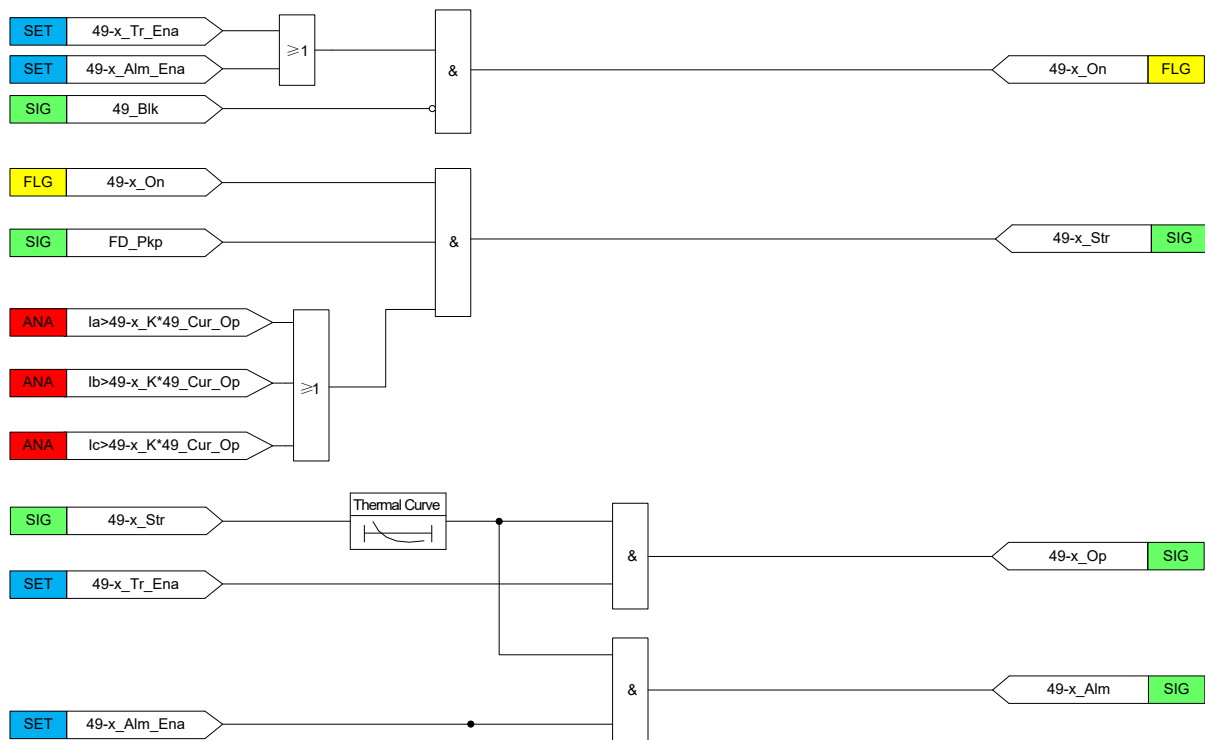 SET 49-x_Tr_Ena
≥1
SET 49-x_Alm_Ena
&
49-x_On FLG
SIG 49_Blk
FLG 49-x_On
SIG FD_Pkp
&
49-x_Str SIG
ANA Ia>49-x_K*49_Cur_Op
ANA Ib>49-x_K*49_Cur_Op
≥1
ANA Ic>49-x_K*49_Cur_Op
Thermal Curve
SIG 49-x_Str
&
49-x_Op SIG
SET 49-x_Tr_Ena
&
49-x_Alm SIG
SET 49-x_Alm_Ena